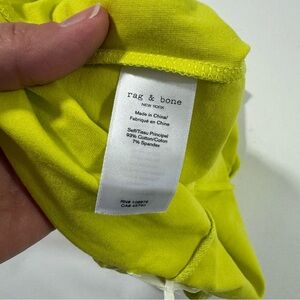 rag & bone
NEW YORK
Made in China/
Fabriqué en Chine
Self/Tissu Principal
93% Cotton/Coton
7% Spandex